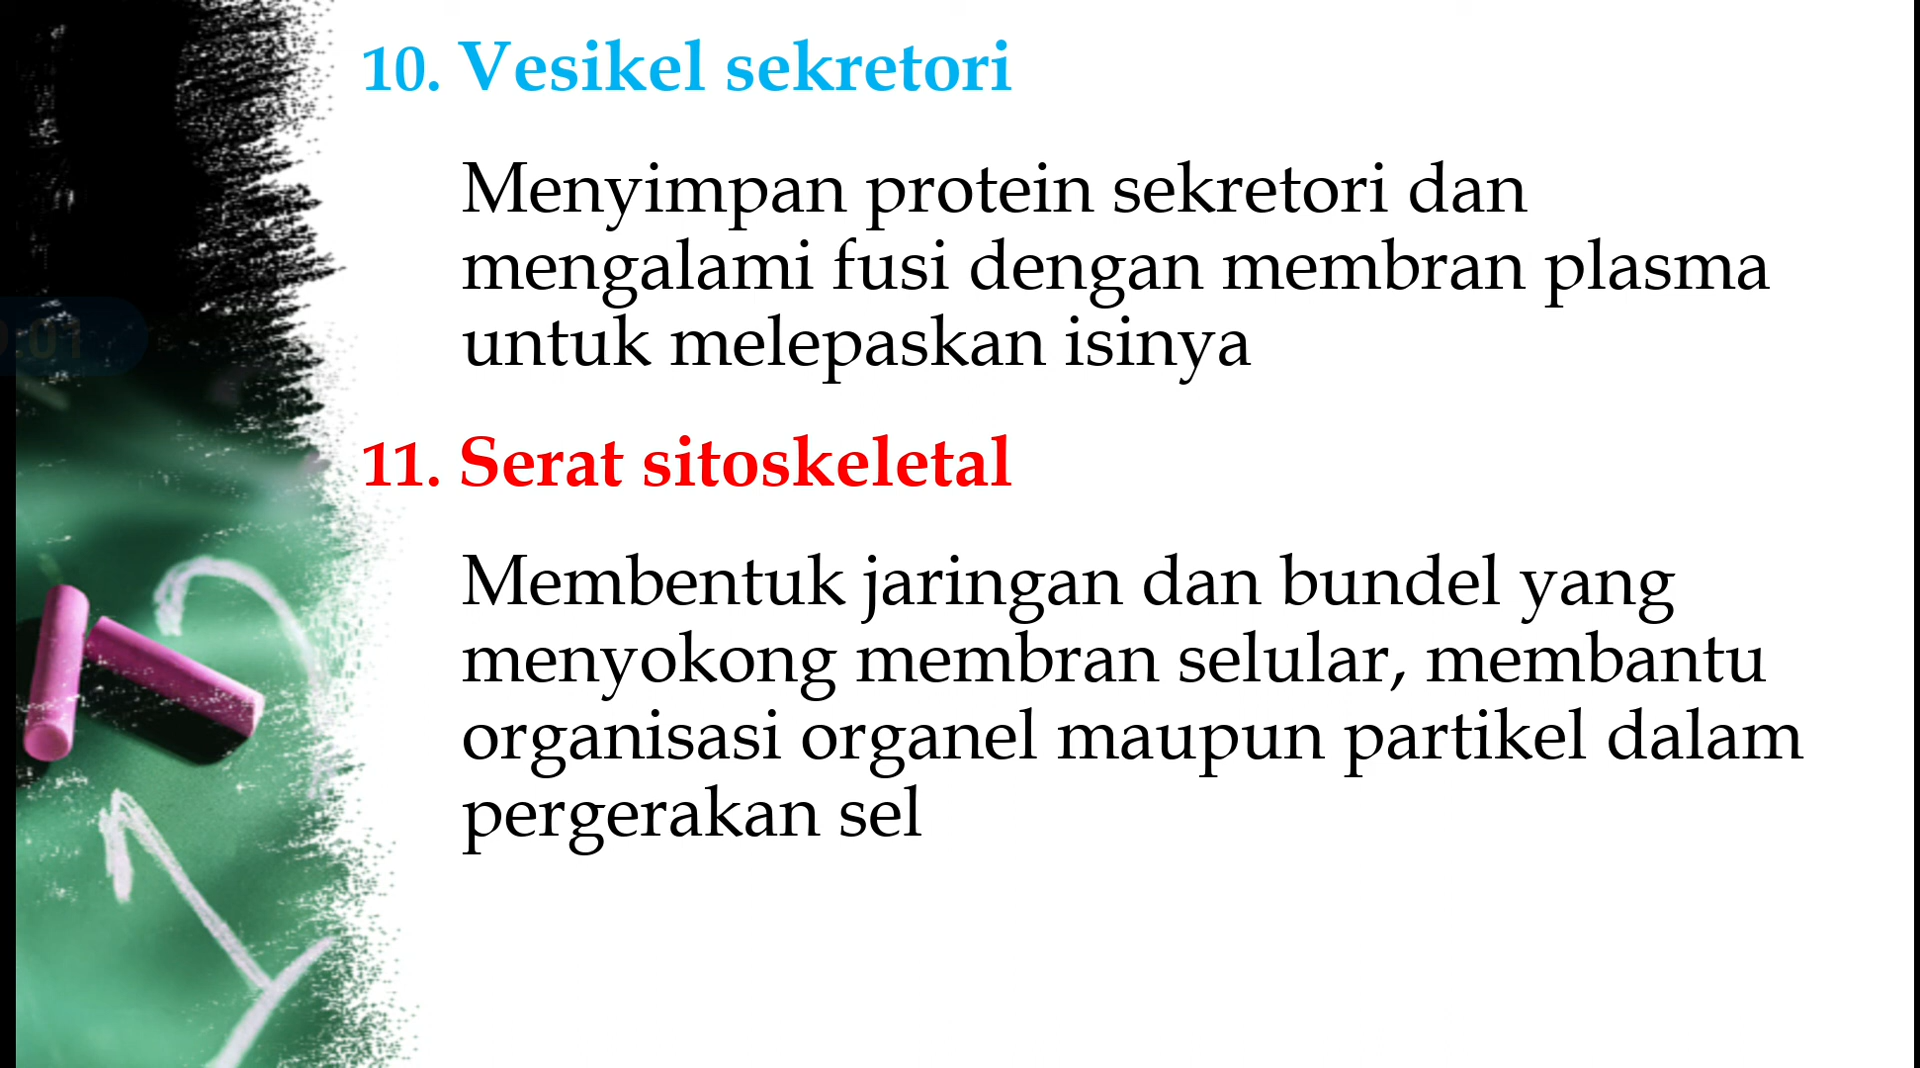 10. Vesikel sekretori
Menyimpan protein sekretori dan
mengalami fusi dengan membran plasma
untuk melepaskan isinya
11. Serat sitoskeletal
Membentuk jaringan dan bundel yang
menyokong membran selular, membantu
organisasi organel maupun partikel dalam
pergerakan sel